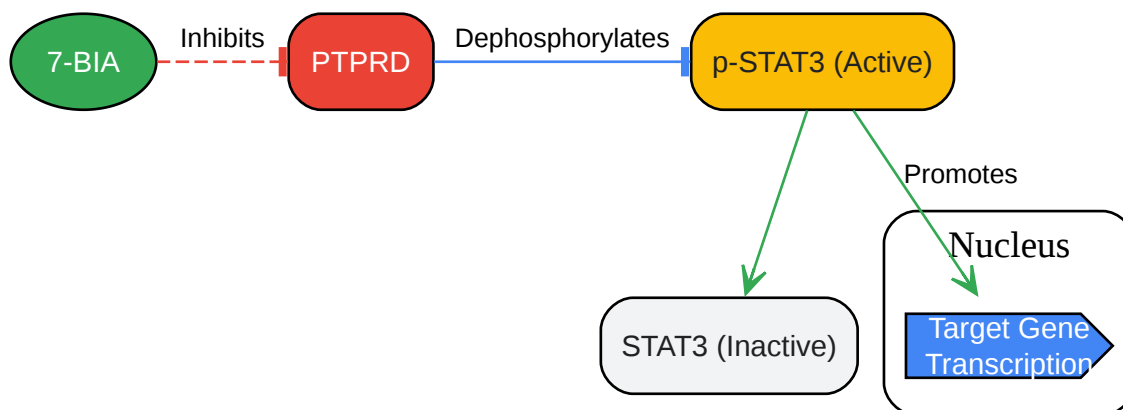 7-BIA
Inhibits
PTPRD
Dephosphorylates
p-STAT3 (Active)
Promotes
Nucleus
STAT3 (Inactive)
Target Gene
Transcription